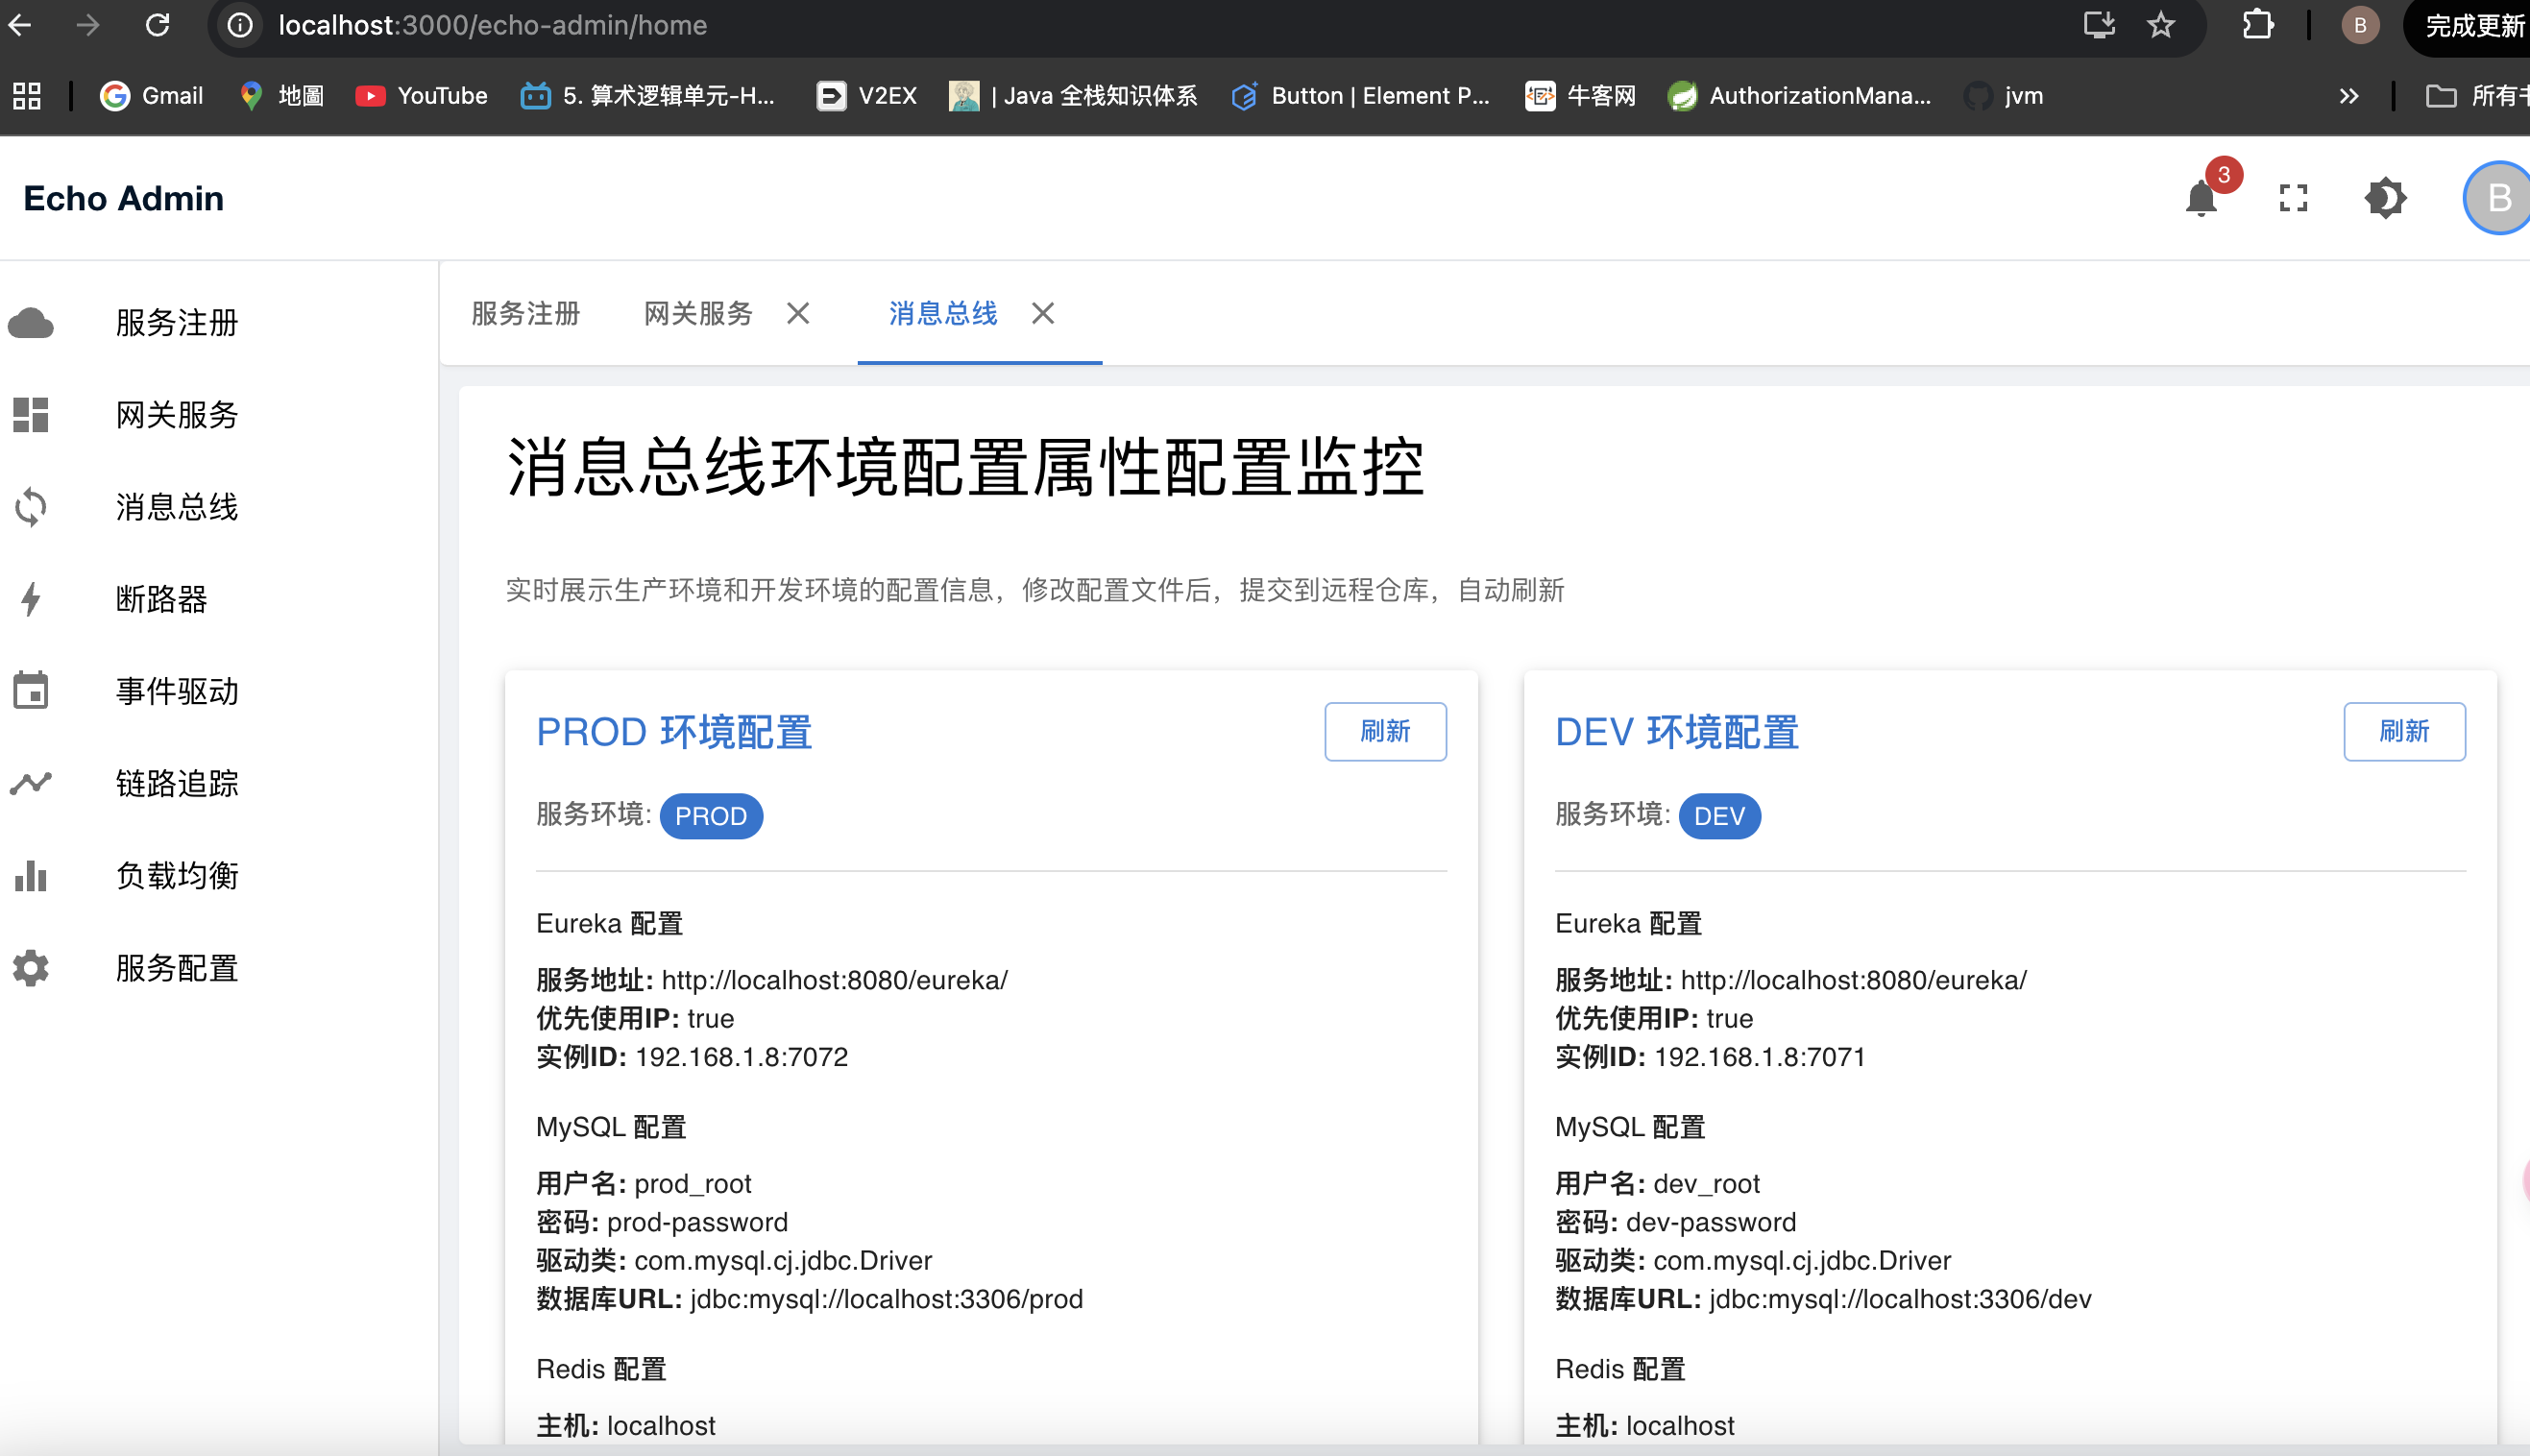 localhost:3000/echo-admin/home
B
完成更新
Gmail
地圖
YouTube
5. 算术逻辑单元-H...
V2EX
| Java 全栈知识体系
Button | Element P...
牛客网
AuthorizationMana...
jvm
所有
Echo Admin
3
B
服务注册
网关服务
消息总线
断路器
事件驱动
链路追踪
负载均衡
服务配置
服务注册
网关服务
消息总线
消息总线环境配置属性配置监控
实时展示生产环境和开发环境的配置信息，修改配置文件后，提交到远程仓库，自动刷新
PROD 环境配置
刷新
服务环境: PROD
Eureka 配置
服务地址: http://localhost:8080/eureka/
优先使用IP: true
实例ID: 192.168.1.8:7072
MySQL 配置
用户名: prod_root
密码: prod-password
驱动类: com.mysql.cj.jdbc.Driver
数据库URL: jdbc:mysql://localhost:3306/prod
Redis 配置
主机: localhost
DEV 环境配置
刷新
服务环境: DEV
Eureka 配置
服务地址: http://localhost:8080/eureka/
优先使用IP: true
实例ID: 192.168.1.8:7071
MySQL 配置
用户名: dev_root
密码: dev-password
驱动类: com.mysql.cj.jdbc.Driver
数据库URL: jdbc:mysql://localhost:3306/dev
Redis 配置
主机: localhost